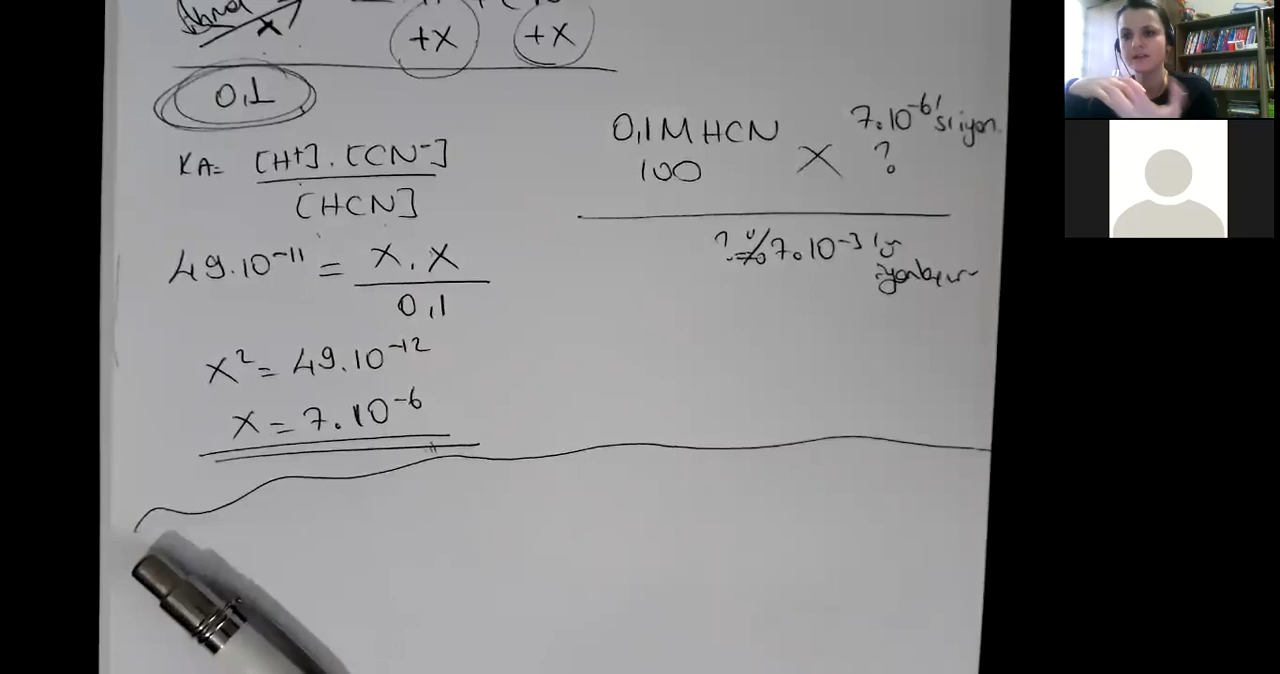 +X +X
0,1
KA= [H+].[CN-]
[HCN]
49.10-11 = X.X
0,1
X2 = 49.10-12
X = 7.10-6
0,1 M HCN 7.10-6'sı iyon.
100 X ?
? = %7.10-3'ü